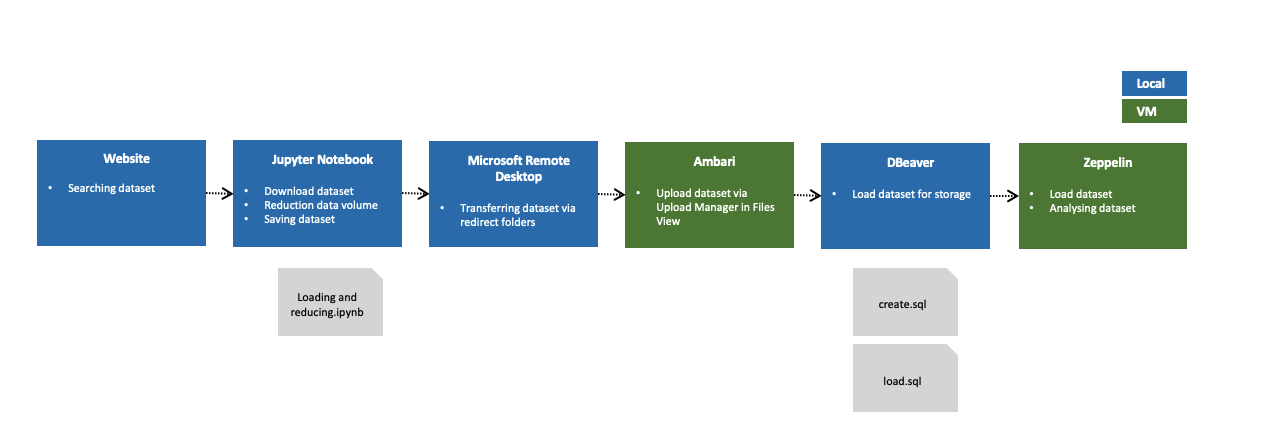 Local
VM
Website
• Searching dataset
Jupyter Notebook
• Download dataset
• Reduction data volume
• Saving dataset
Microsoft Remote
Desktop
• Transferring dataset via
redirect folders
Ambari
• Upload dataset via
Upload Manager in Files
View
DBeaver
• Load dataset for storage
Zeppelin
• Load dataset
• Analysing dataset
Loading and
reducing.ipynb
create.sql
load.sql